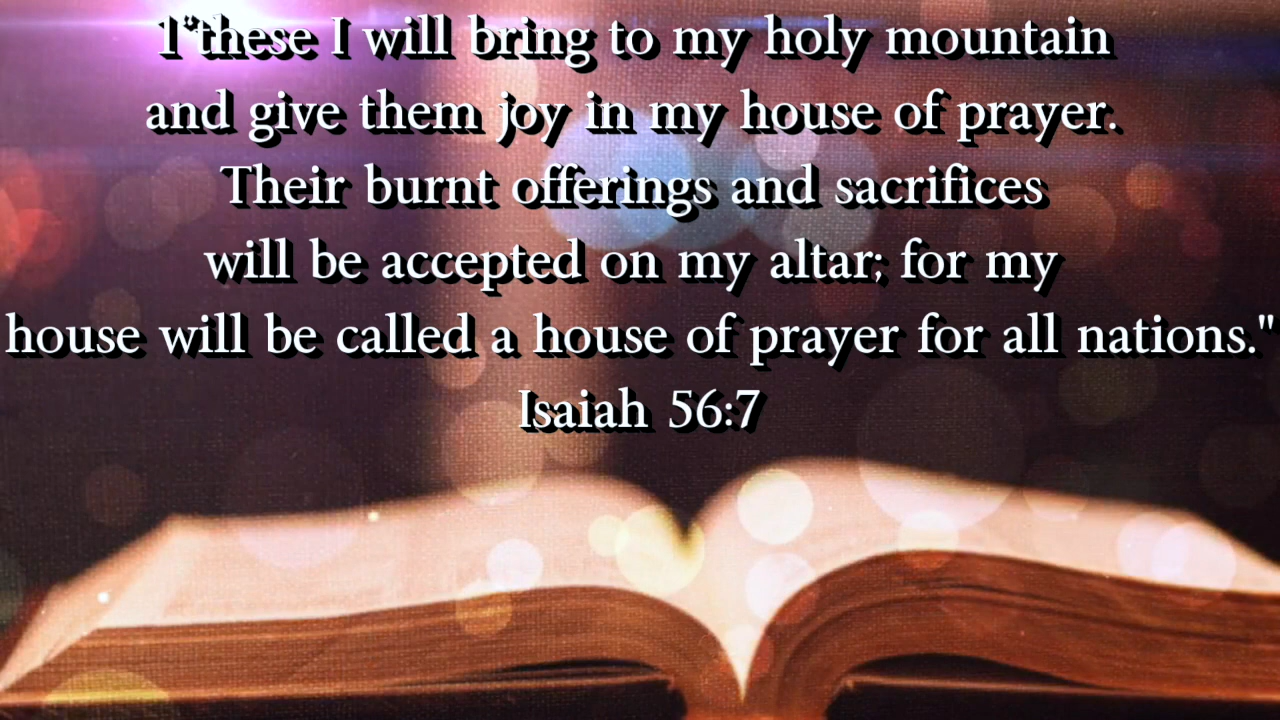 1"these I will bring to my holy mountain
and give them joy in my house of prayer.
Their burnt offerings and sacrifices
will be accepted on my altar; for my
house will be called a house of prayer for all nations."
Isaiah 56:7